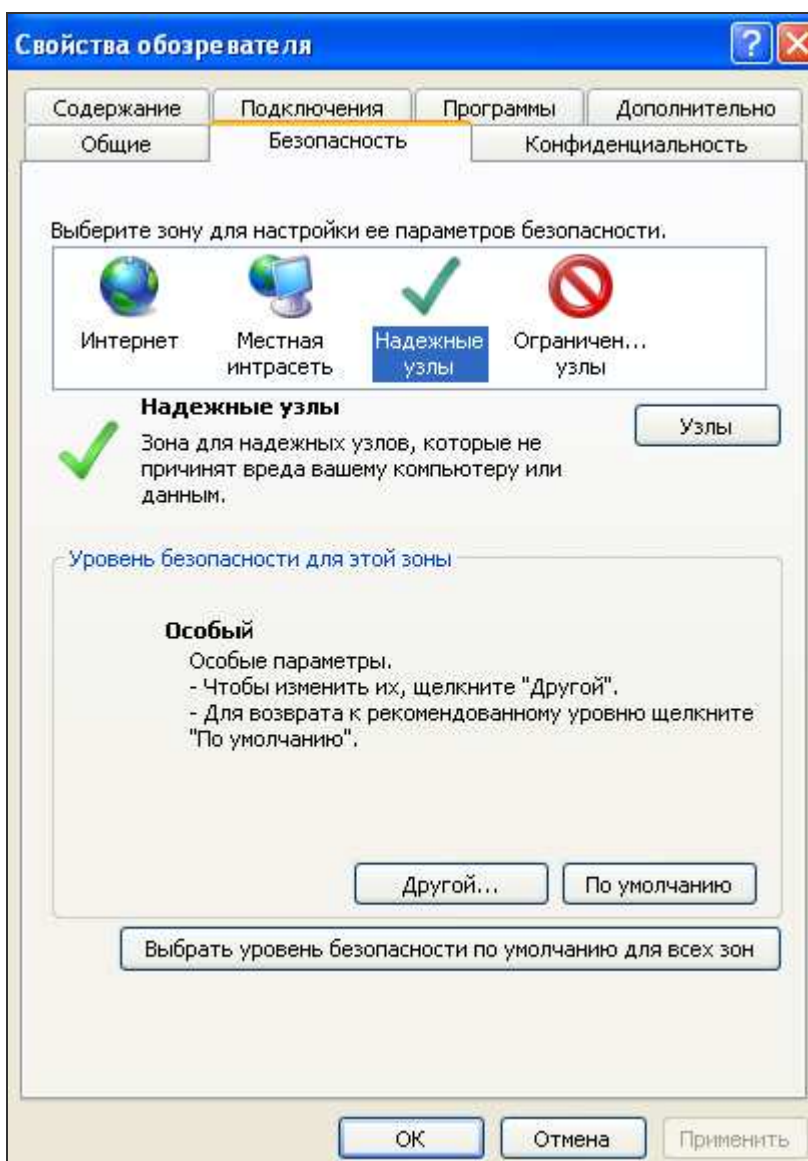 Свойства обозревателя
?
Содержание Подключения Программы Дополнительно
Общие Безопасность Конфиденциальность
Выберите зону для настройки ее параметров безопасности.
Интернет Местная Надежные Ограничен...
интрасеть узлы узлы
Надежные узлы
Узлы
Зона для надежных узлов, которые не
причинят вреда вашему компьютеру или
данным.
Уровень безопасности для этой зоны
Особый
Особые параметры.
- Чтобы изменить их, щелкните "Другой".
- Для возврата к рекомендованному уровню щелкните
"По умолчанию".
Другой... По умолчанию
Выбрать уровень безопасности по умолчанию для всех зон
ОК Отмена Применить